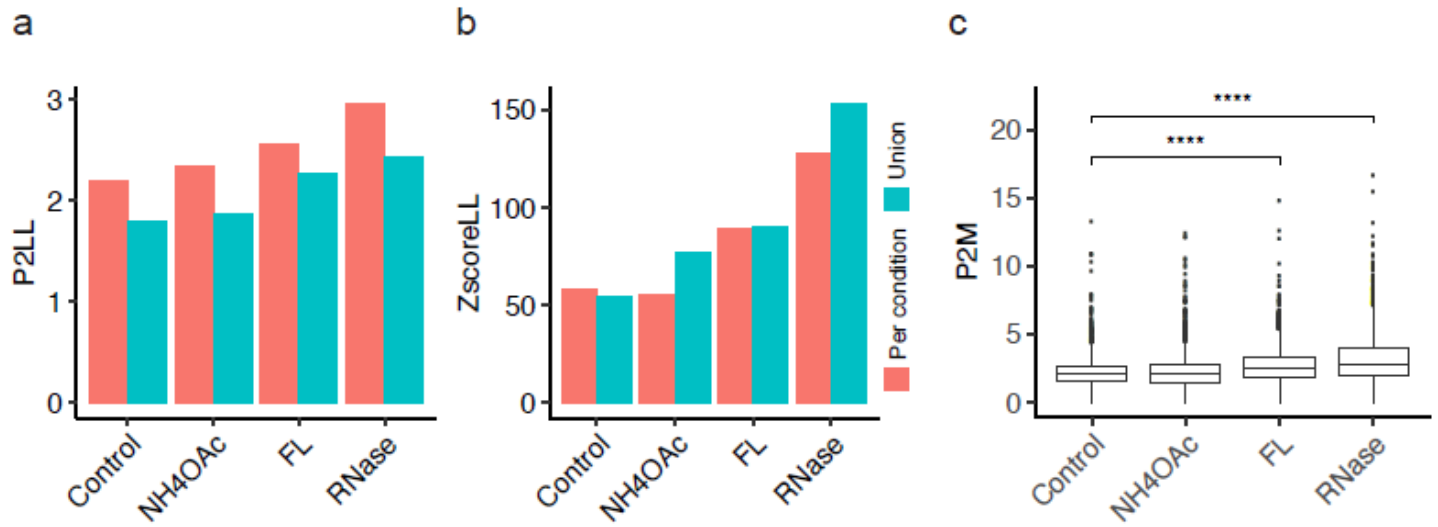 a
P2LL
3
2
1
0
Control
NH4OAc
FL
RNase
b
ZscoreLL
150
100
50
0
Control
NH4OAc
FL
RNase
Per condition
Union
c
P2M
20
15
10
5
0
****
****
Control
NH4OAc
FL
RNase